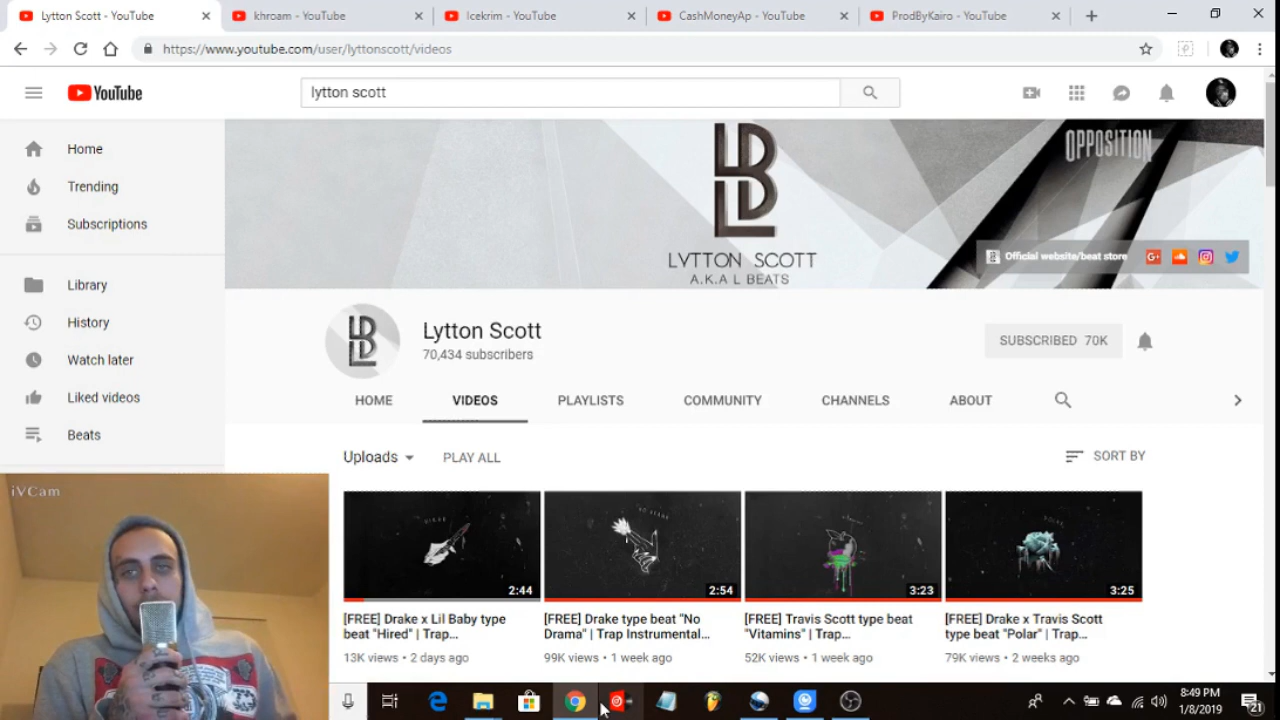 Lytton Scott - YouTube
khroam - YouTube
Icekrim - YouTube
CashMoneyAp - YouTube
ProdByKairo - YouTube
https://www.youtube.com/user/lyttonscott/videos
YouTube
lytton scott
Home
Trending
Subscriptions
Library
History
Watch later
Liked videos
Beats
OPPOSITION
LYTTON SCOTT
A.K.A L BEATS
Official website/beat store
Lytton Scott
70,434 subscribers
SUBSCRIBED 70K
HOME
VIDEOS
PLAYLISTS
COMMUNITY
CHANNELS
ABOUT
Uploads
PLAY ALL
SORT BY
iVCam
2:44
2:54
3:23
3:25
[FREE] Drake x Lil Baby type
beat "Hired" | Trap...
13K views • 2 days ago
[FREE] Drake type beat "No
Drama" | Trap Instrumental...
99K views • 1 week ago
[FREE] Travis Scott type beat
"Vitamins" | Trap...
52K views • 1 week ago
[FREE] Drake x Travis Scott
type beat "Polar" | Trap...
79K views • 2 weeks ago
8:49 PM
1/8/2019
21